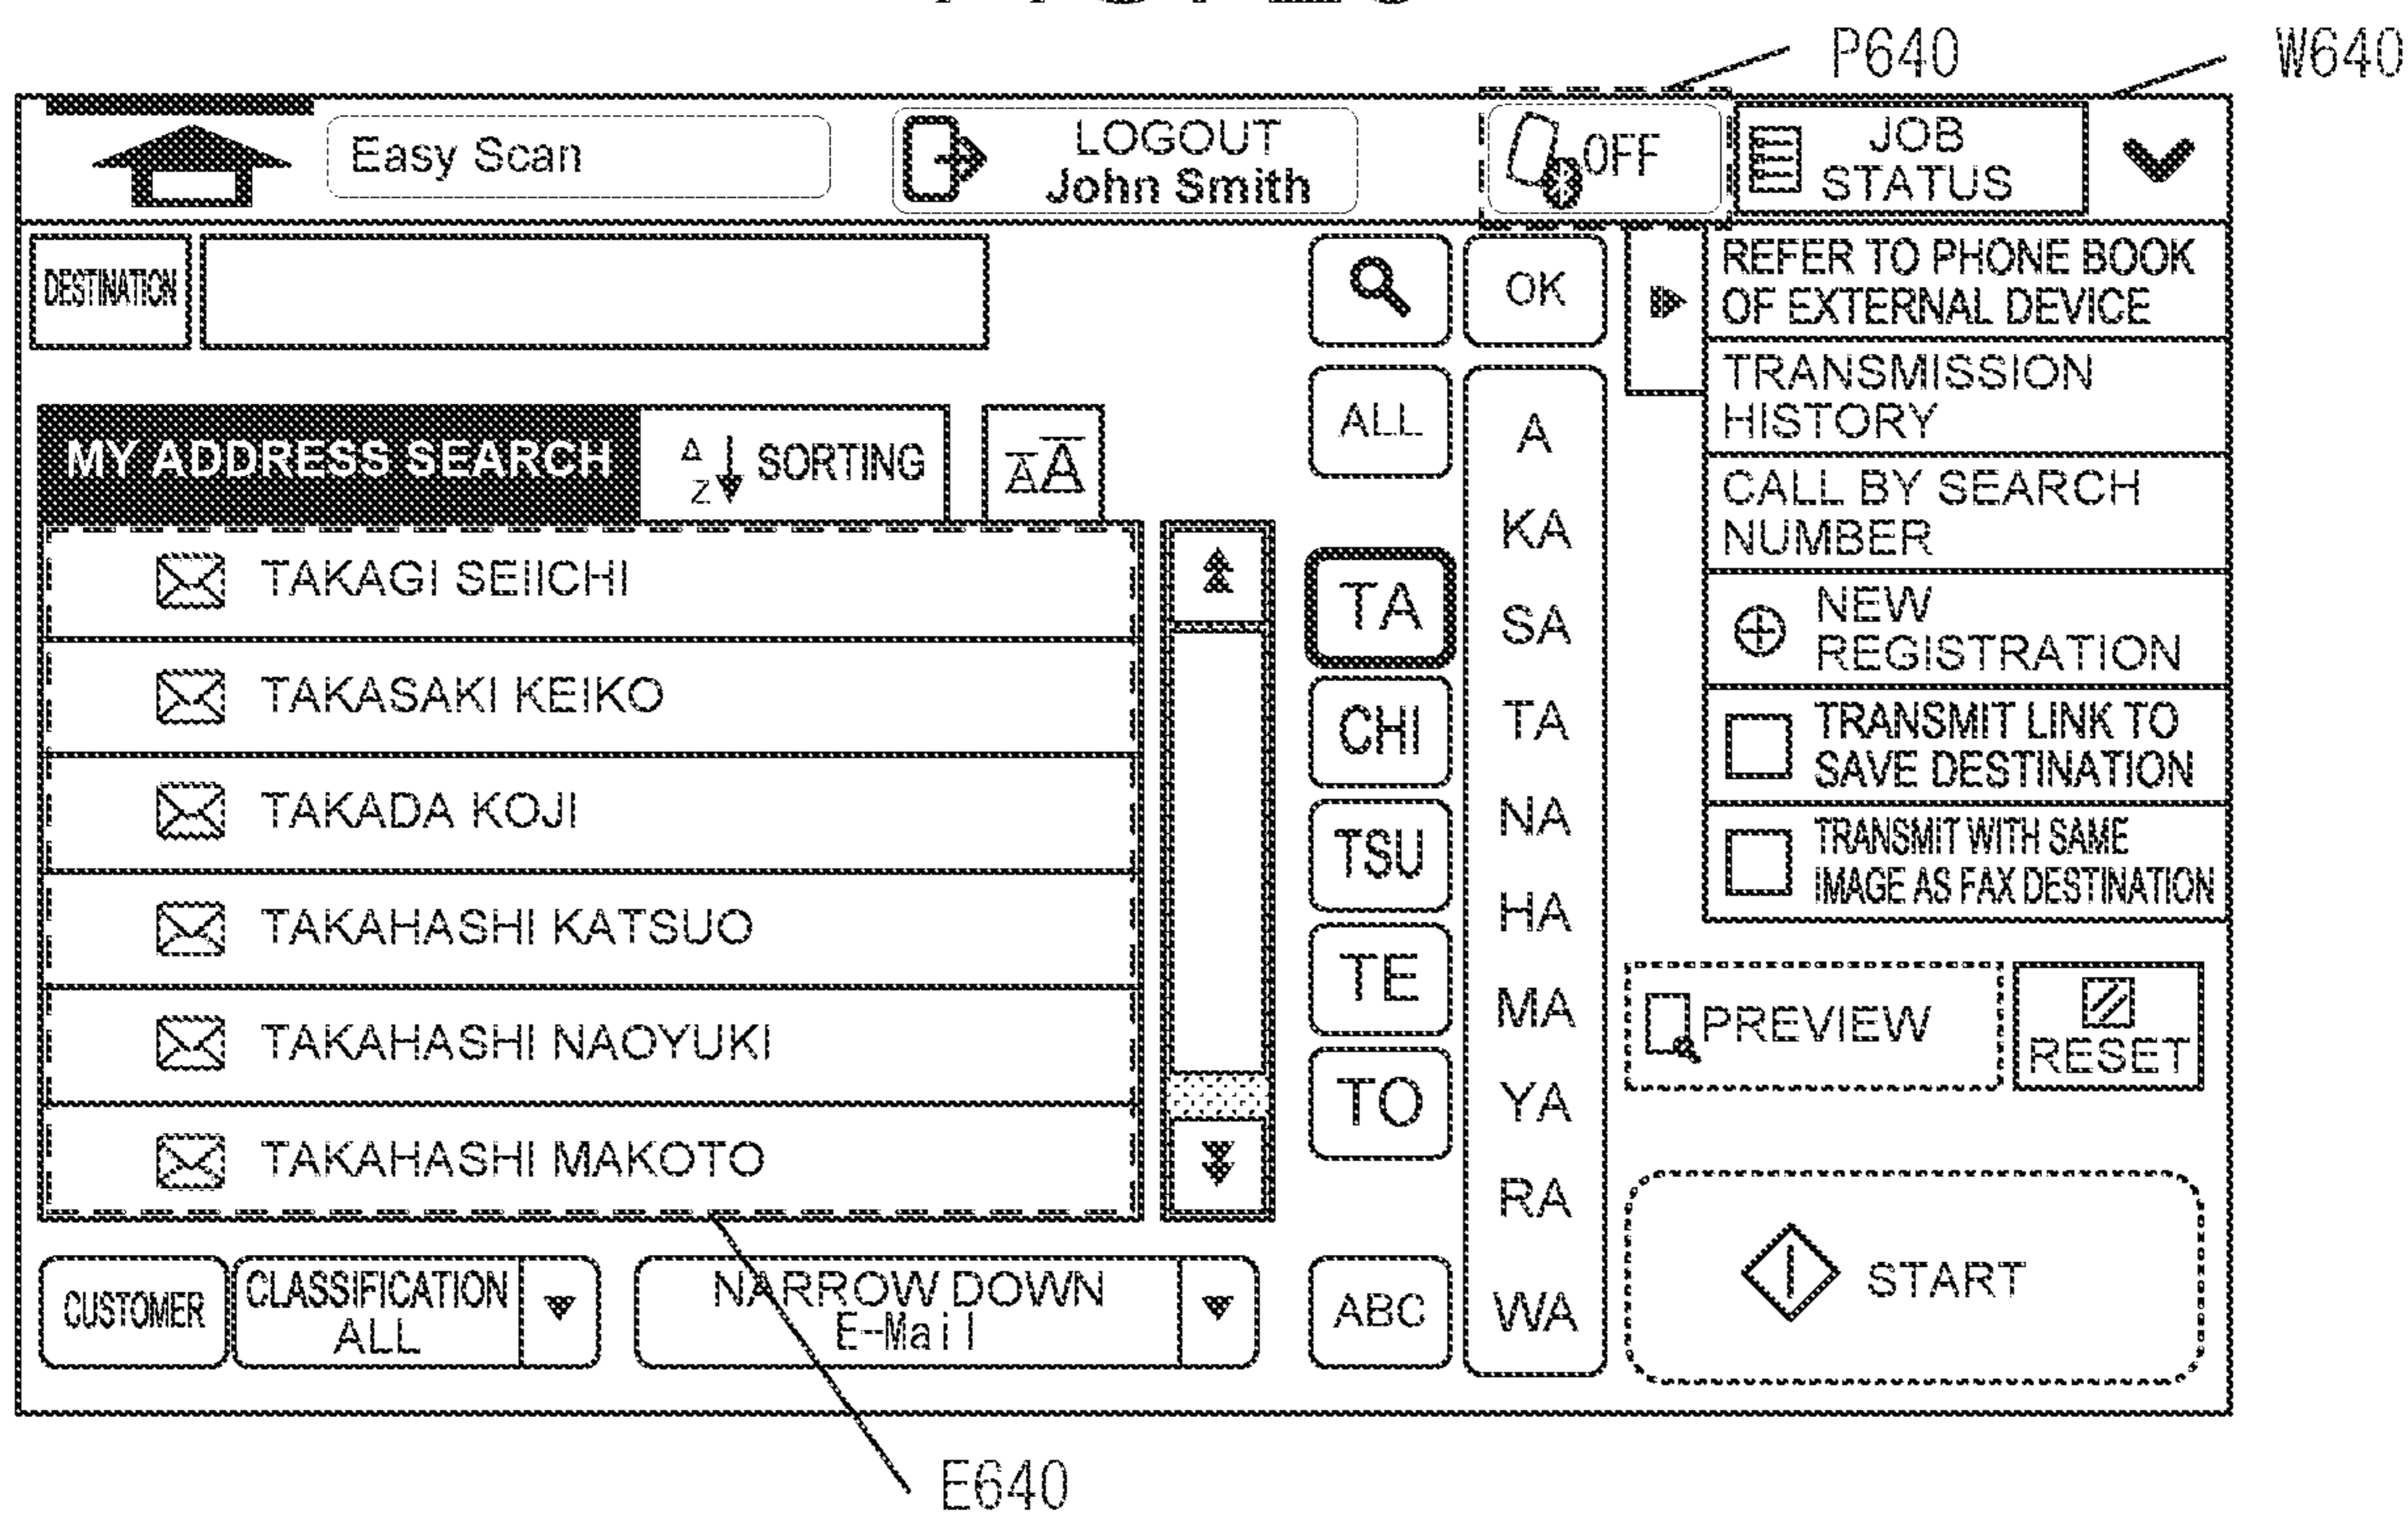 P640
W640
Easy Scan
LOGOUT
John Smith
OFF
JOB
STATUS
DESTINATION
OK
REFER TO PHONE BOOK
OF EXTERNAL DEVICE
TRANSMISSION
HISTORY
CALL BY SEARCH
NUMBER
NEW
REGISTRATION
TRANSMIT LINK TO
SAVE DESTINATION
TRANSMIT WITH SAME
IMAGE AS FAX DESTINATION
MY ADDRESS SEARCH
A
Z
SORTING
AA
TAKAGI SEIICHI
TAKASAKI KEIKO
TAKADA KOJI
TAKAHASHI KATSUO
TAKAHASHI NAOYUKI
TAKAHASHI MAKOTO
ALL
TA
CHI
TSU
TE
TO
ABC
A
KA
SA
TA
NA
HA
MA
YA
RA
WA
PREVIEW
RESET
START
CUSTOMER
CLASSIFICATION
ALL
NARROW DOWN
E-Mail
E640